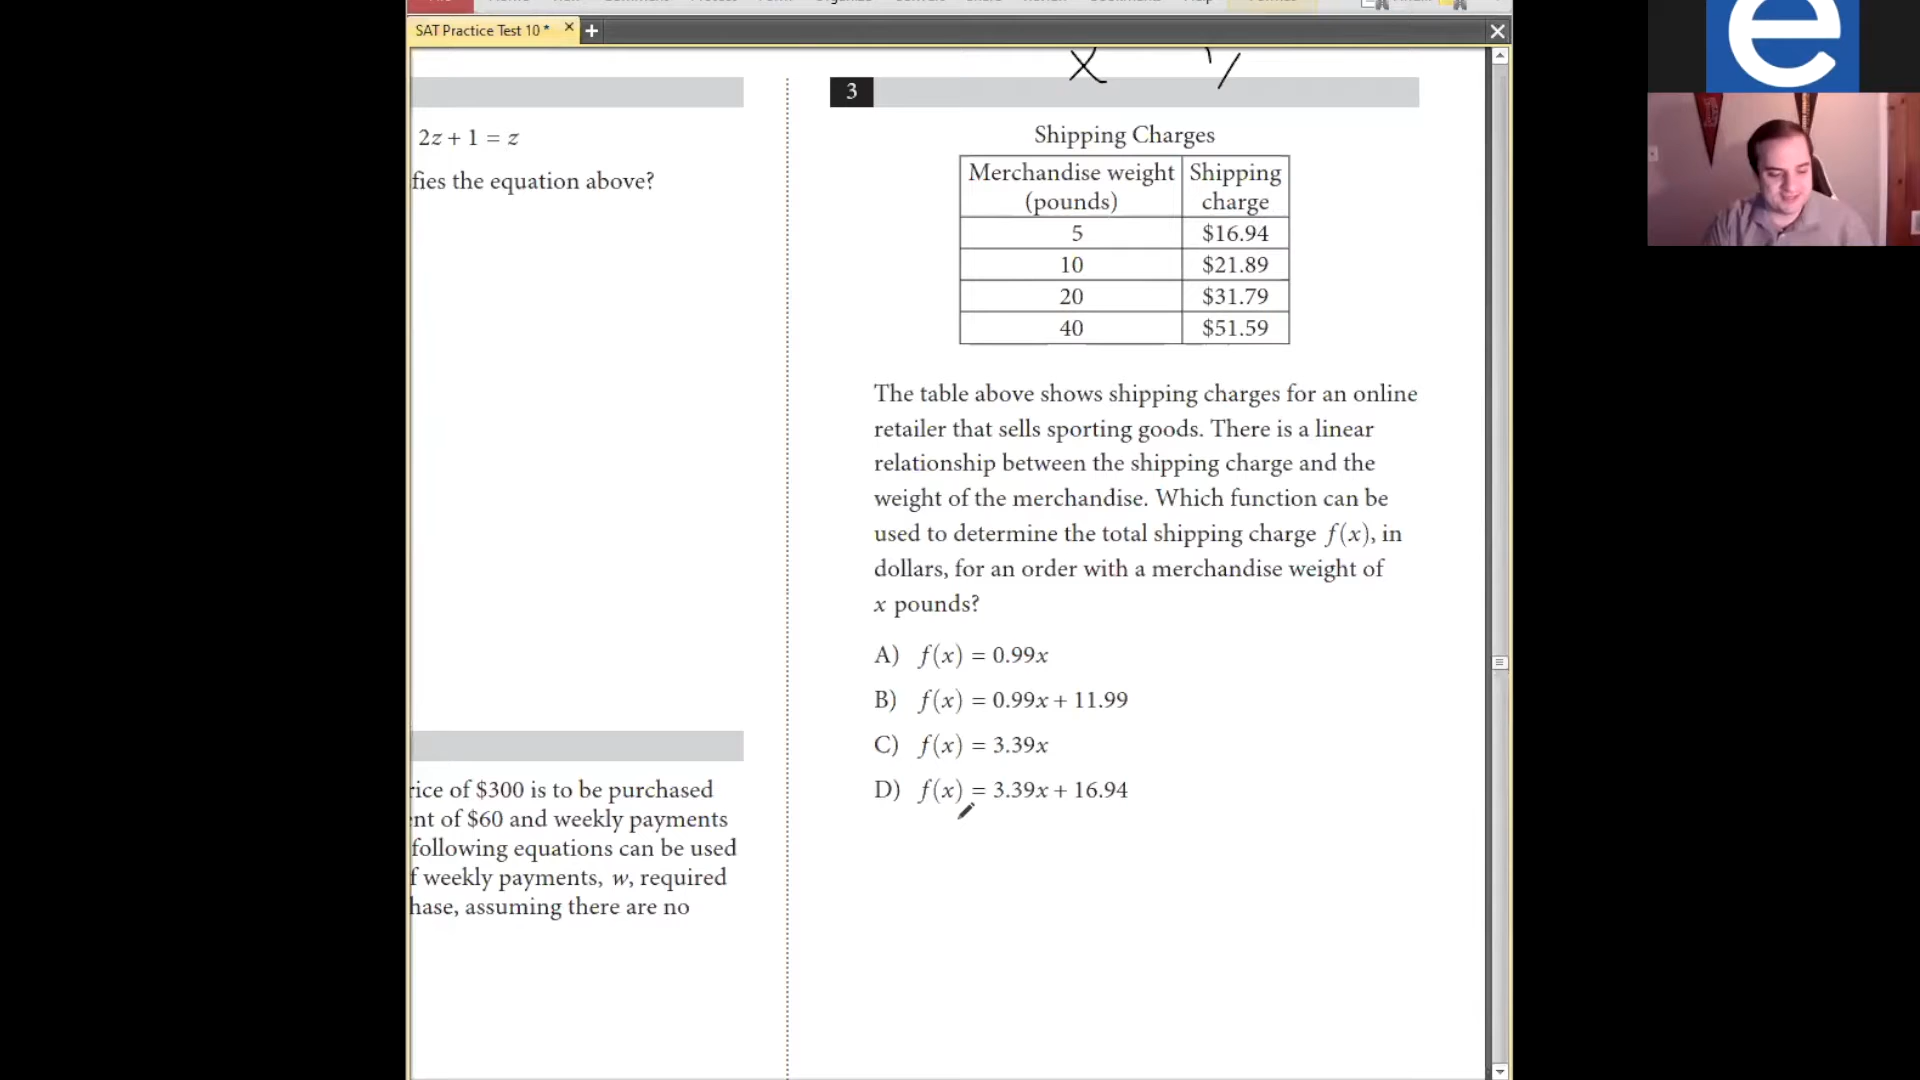 SAT Practice Test 10 *
x y
3
2z + 1 = z
fies the equation above?
Shipping Charges
Merchandise weight (pounds) Shipping charge
5 $16.94
10 $21.89
20 $31.79
40 $51.59
The table above shows shipping charges for an online
retailer that sells sporting goods. There is a linear
relationship between the shipping charge and the
weight of the merchandise. Which function can be
used to determine the total shipping charge f(x), in
dollars, for an order with a merchandise weight of
x pounds?
A) f(x) = 0.99x
B) f(x) = 0.99x + 11.99
C) f(x) = 3.39x
D) f(x) = 3.39x + 16.94
rice of $300 is to be purchased
nt of $60 and weekly payments
following equations can be used
f weekly payments, w, required
hase, assuming there are no
e